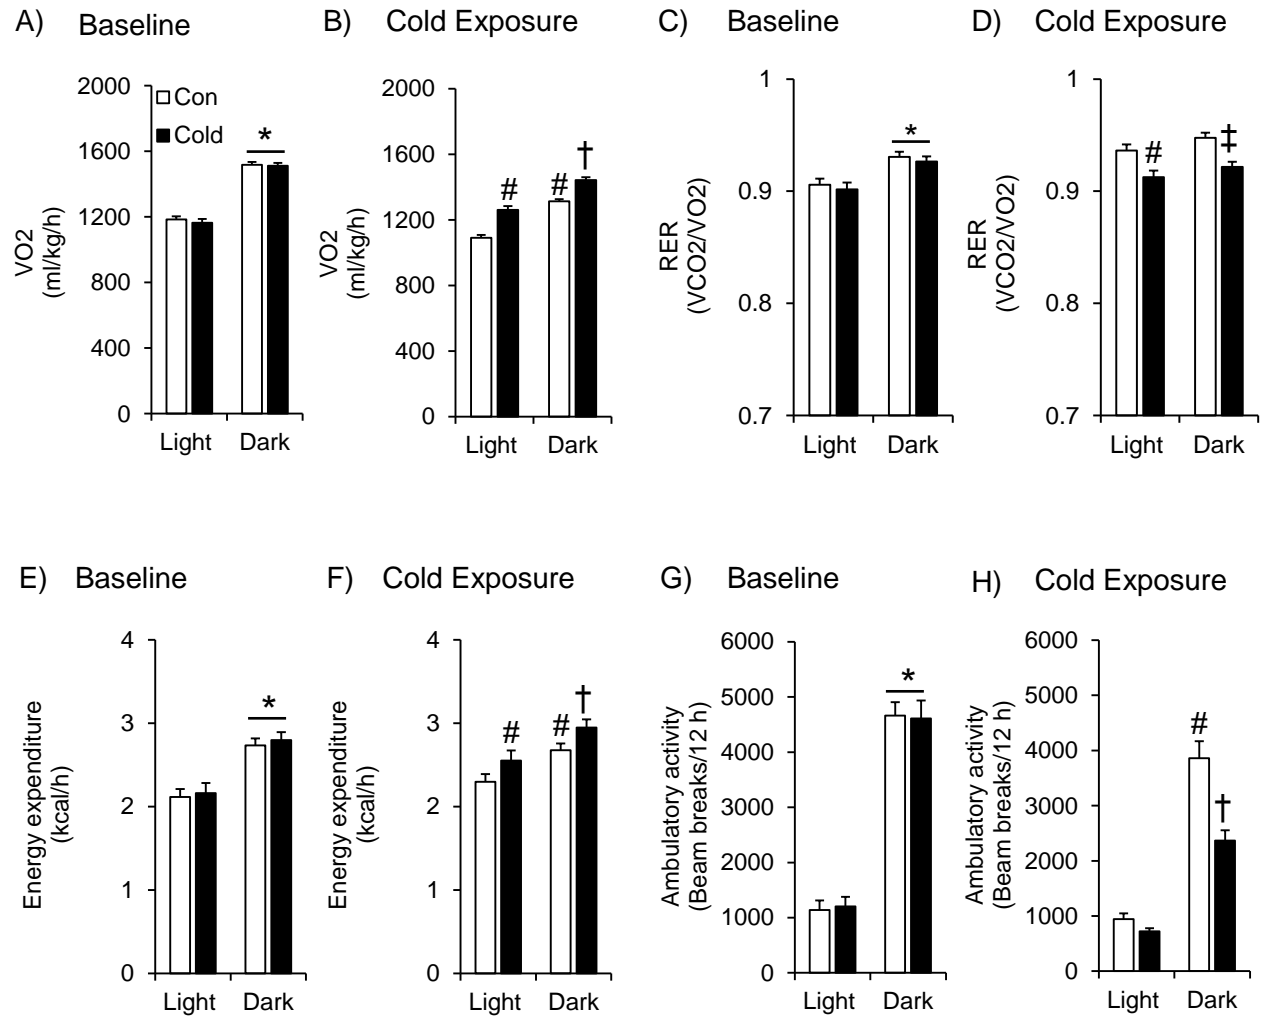 A) Baseline
2000
1600
1200
800
400
0
VO2
(ml/kg/h)
Con
Cold
*
Light Dark
B) Cold Exposure
2000
1600
1200
800
400
0
VO2
(ml/kg/h)
#
#
†
Light Dark
C) Baseline
1
0.9
0.8
0.7
RER
(VCO2/VO2)
*
Light Dark
D) Cold Exposure
1
0.9
0.8
0.7
RER
(VCO2/VO2)
#
‡
Light Dark
E) Baseline
4
3
2
1
0
Energy expenditure
(kcal/h)
*
Light Dark
F) Cold Exposure
4
3
2
1
0
Energy expenditure
(kcal/h)
#
#
†
Light Dark
G) Baseline
6000
5000
4000
3000
2000
1000
0
Ambulatory activity
(Beam breaks/12 h)
*
Light Dark
H) Cold Exposure
6000
5000
4000
3000
2000
1000
0
Ambulatory activity
(Beam breaks/12 h)
#
†
Light Dark